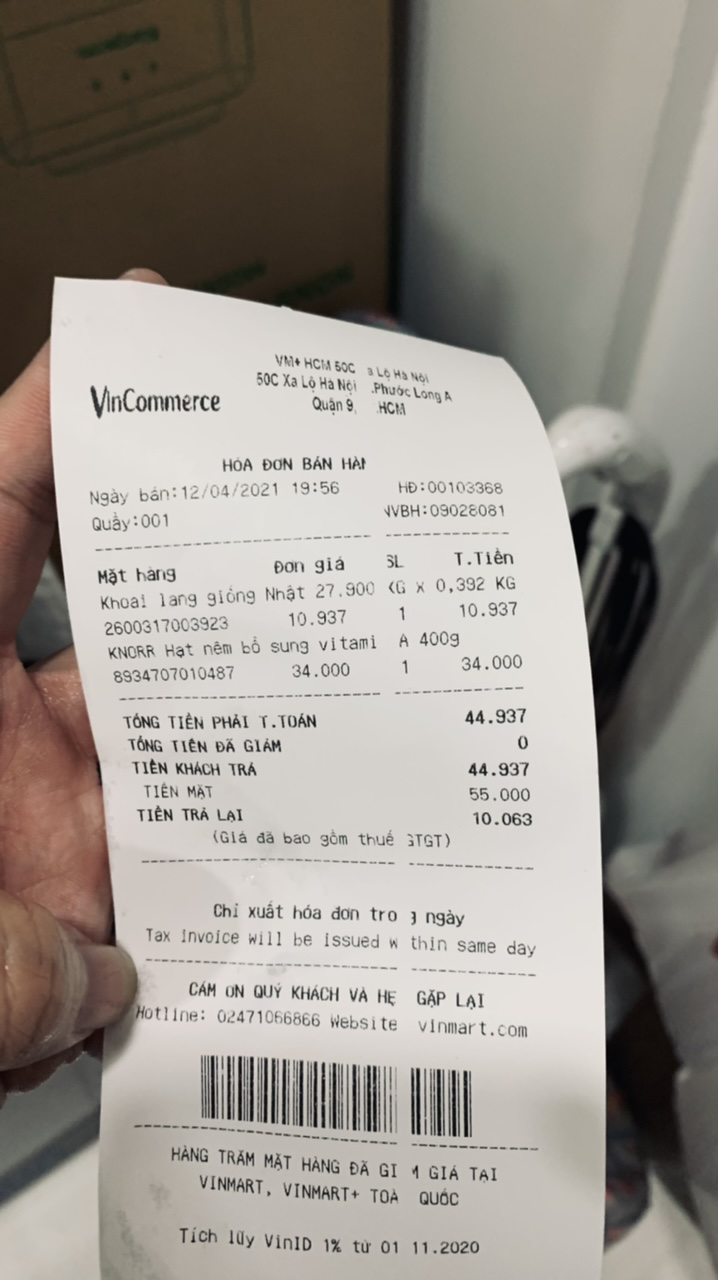 VM+ HCM 50C a Lộ Hà Nội
50C Xa Lộ Hà Nội .Phước Long A
Quận 9, .HCM
VinCommerce
HÓA ĐƠN BÁN HÀN
Ngày bán:12/04/2021 19:56 HĐ:00103368
Quầy:001 NVBH:09028081
Mặt hàng Đơn giá SL T.Tiền
Khoai lang giống Nhật 27.900 KG x 0,392 KG
2600317003923 10.937 1 10.937
KNORR Hạt nêm bổ sung vitami A 400g
8934707010487 34.000 1 34.000
TỔNG TIỀN PHẢI T.TOÁN 44.937
TỔNG TIỀN ĐÃ GIẢM 0
TIỀN KHÁCH TRẢ 44.937
TIỀN MẶT 55.000
TIỀN TRẢ LẠI 10.063
(Giá đã bao gồm thuế GTGT)
Chỉ xuất hóa đơn tro g ngày
Tax invoice will be issued w thin same day
CẢM ƠN QUÝ KHÁCH VÀ HẸ GẶP LẠI
Hotline: 02471066866 Website vinmart.com
HÀNG TRĂM MẶT HÀNG ĐÃ GI M GIÁ TẠI
VINMART, VINMART+ TOÀ QUỐC
Tích lũy VinID 1% từ 01 11.2020